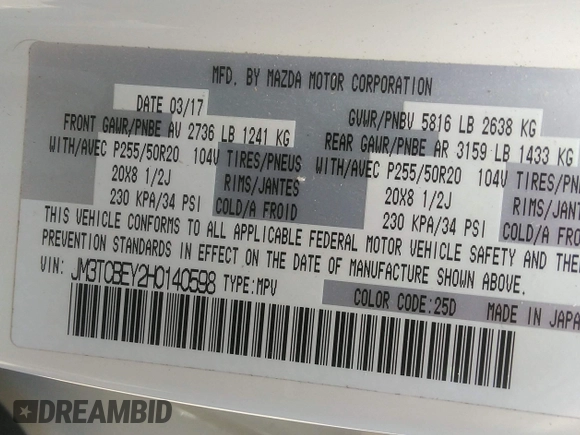 MFD. BY MAZDA MOTOR CORPORATION
DATE 03/17
GVWR/PNBV 5816 LB 2638 KG
FRONT GAWR/PNBE AV 2736 LB 1241 KG
REAR GAWR/PNBE AR 3159 LB 1433 KG
WITH/AVEC P255/50R20 104V TIRES/PNEUS
WITH/AVEC P255/50R20 104V TIRES/PNEU
20X8 1/2J RIMS/JANTES
20X8 1/2J RIMS/JANTE
230 KPA/34 PSI COLD/A FROID
230 KPA/34 PSI COLD/A FROI
THIS VEHICLE CONFORMS TO ALL APPLICABLE FEDERAL MOTOR VEHICLE SAFETY AND THE
PREVENTION STANDARDS IN EFFECT ON THE DATE OF MANUFACTURE SHOWN ABOVE.
VIN: JM3TCBEY2H0140598 TYPE:MPV
COLOR CODE:25D MADE IN JAPA
DREAMBID